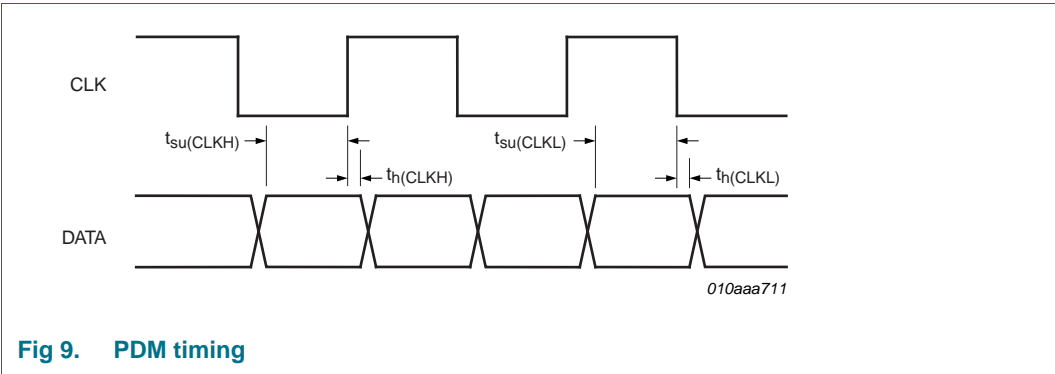 CLK
tsu(CLKH)
tsu(CLKL)
th(CLKH)
th(CLKL)
DATA
010aaa711
Fig 9. PDM timing